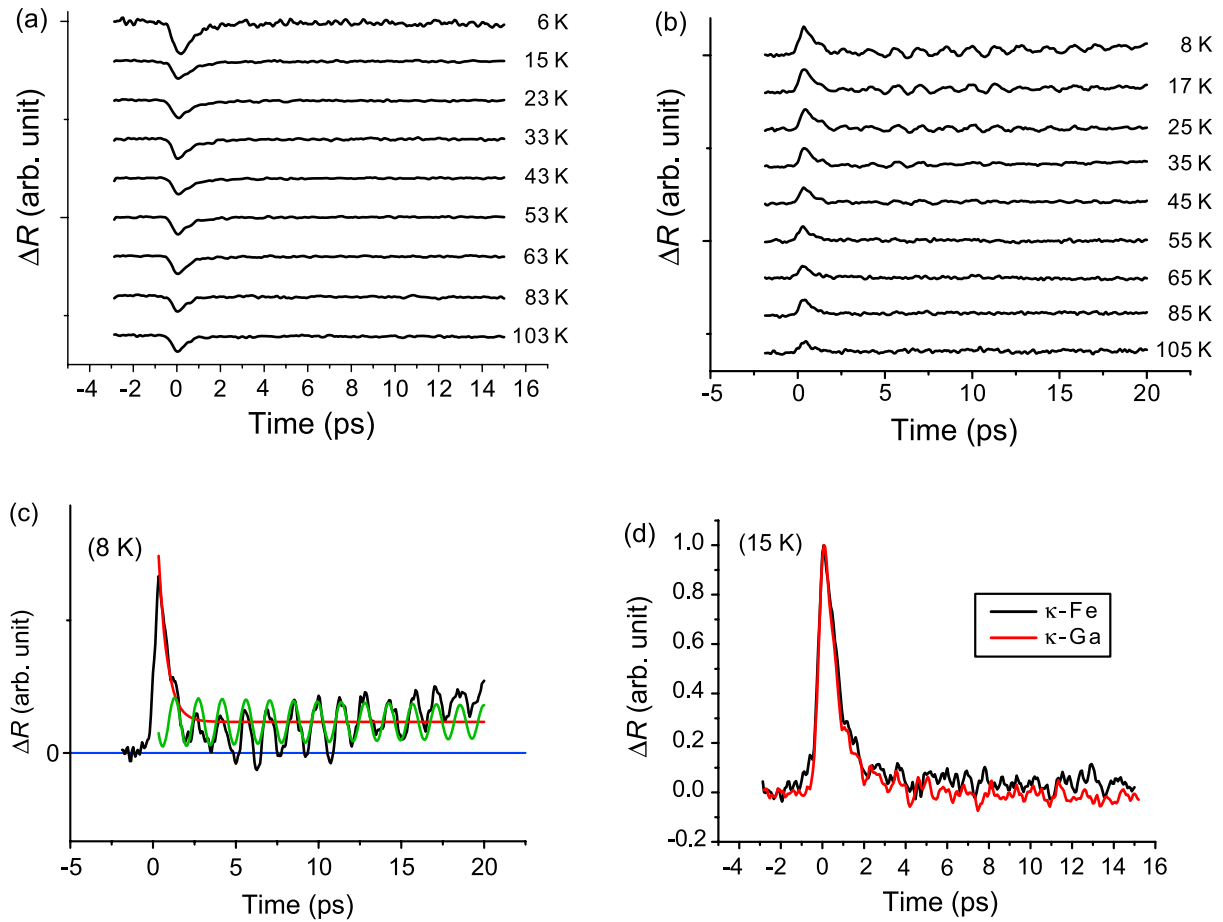 (a)
6 K
15 K
23 K
33 K
43 K
53 K
63 K
83 K
103 K
ΔR (arb. unit)
-4 -2 0 2 4 6 8 10 12 14 16
Time (ps)
(b)
8 K
17 K
25 K
35 K
45 K
55 K
65 K
85 K
105 K
ΔR (arb. unit)
-5 0 5 10 15 20
Time (ps)
(c)
(8 K)
ΔR (arb. unit)
0
-5 0 5 10 15 20
Time (ps)
(d)
(15 K)
κ-Fe
κ-Ga
ΔR (arb. unit)
1.0
0.8
0.6
0.4
0.2
0.0
-0.2
-4 -2 0 2 4 6 8 10 12 14 16
Time (ps)